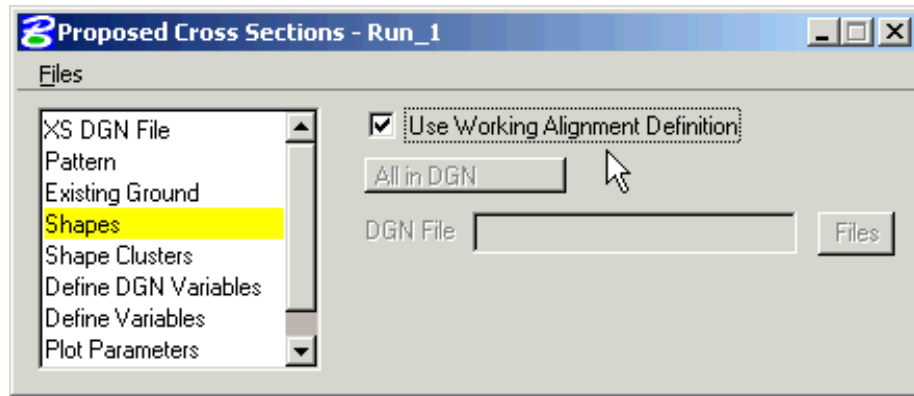 Proposed Cross Sections - Run_1
Files
XS DGN File
Pattern
Existing Ground
Shapes
Shape Clusters
Define DGN Variables
Define Variables
Plot Parameters
Use Working Alignment Definition
All in DGN
DGN File
Files